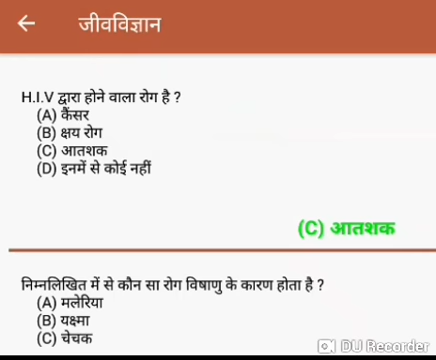 जीवविज्ञान
H.I.V द्वारा होने वाला रोग है ?
(A) कैंसर
(B) क्षय रोग
(C) आतशक
(D) इनमें से कोई नहीं
(C) आतशक
निम्नलिखित में से कौन सा रोग विषाणु के कारण होता है ?
(A) मलेरिया
(B) यक्ष्मा
(C) चेचक
DU Recorder